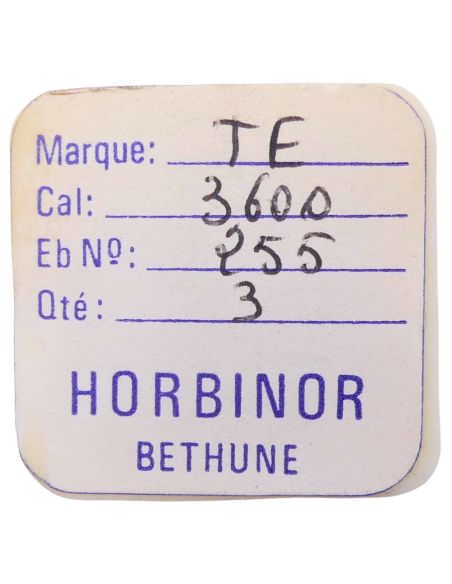 Marque: TE
Cal: 3600
Eb Nº: 255
Qté: 3
HORBINOR
BETHUNE